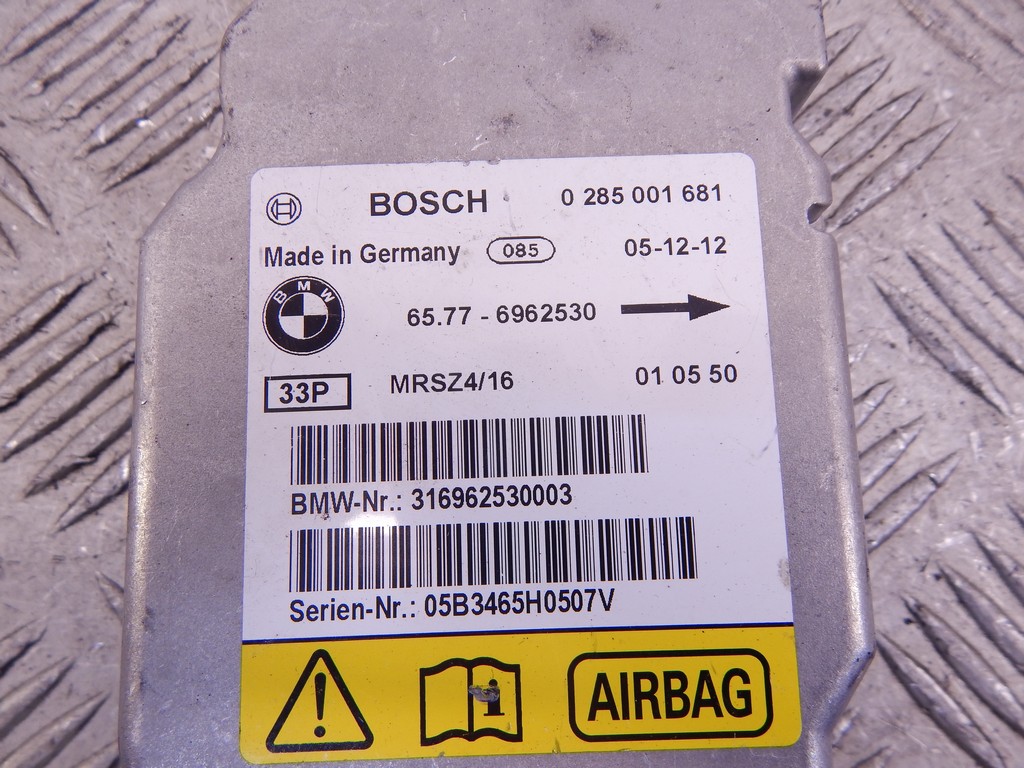 BOSCH 0 285 001 681
Made in Germany 085 05-12-12
BMW
65.77 - 6962530
33P MRSZ4/16 01 05 50
BMW-Nr.: 316962530003
Serien-Nr.: 05B3465H0507V
! i AIRBAG